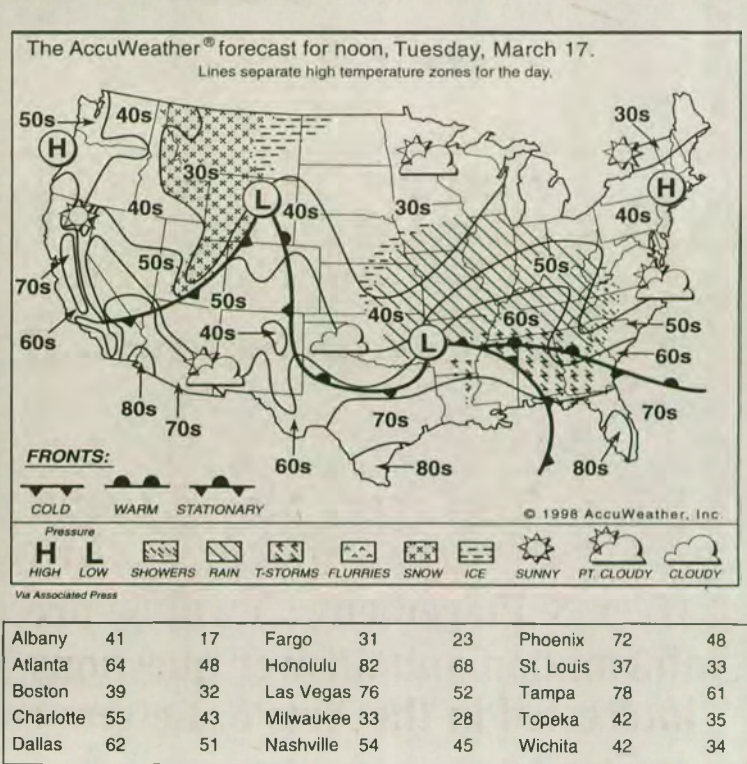 The AccuWeather® forecast for noon, Tuesday, March 17.
Lines separate high temperature zones for the day.
50s 40s 30s
H
30s
L 40s 30s H
40s 40s
50s 50s
70s 50s
40s 40s 60s
60s L 50s
60s
80s 70s 70s
70s
60s 80s 80s
FRONTS:
COLD WARM STATIONARY
© 1998 AccuWeather, Inc.
Pressure
H L
HIGH LOW SHOWERS RAIN T-STORMS FLURRIES SNOW ICE SUNNY PT. CLOUDY CLOUDY
Via Associated Press
Albany 41 17 Fargo 31 23 Phoenix 72 48
Atlanta 64 48 Honolulu 82 68 St. Louis 37 33
Boston 39 32 Las Vegas 76 52 Tampa 78 61
Charlotte 55 43 Milwaukee 33 28 Topeka 42 35
Dallas 62 51 Nashville 54 45 Wichita 42 34